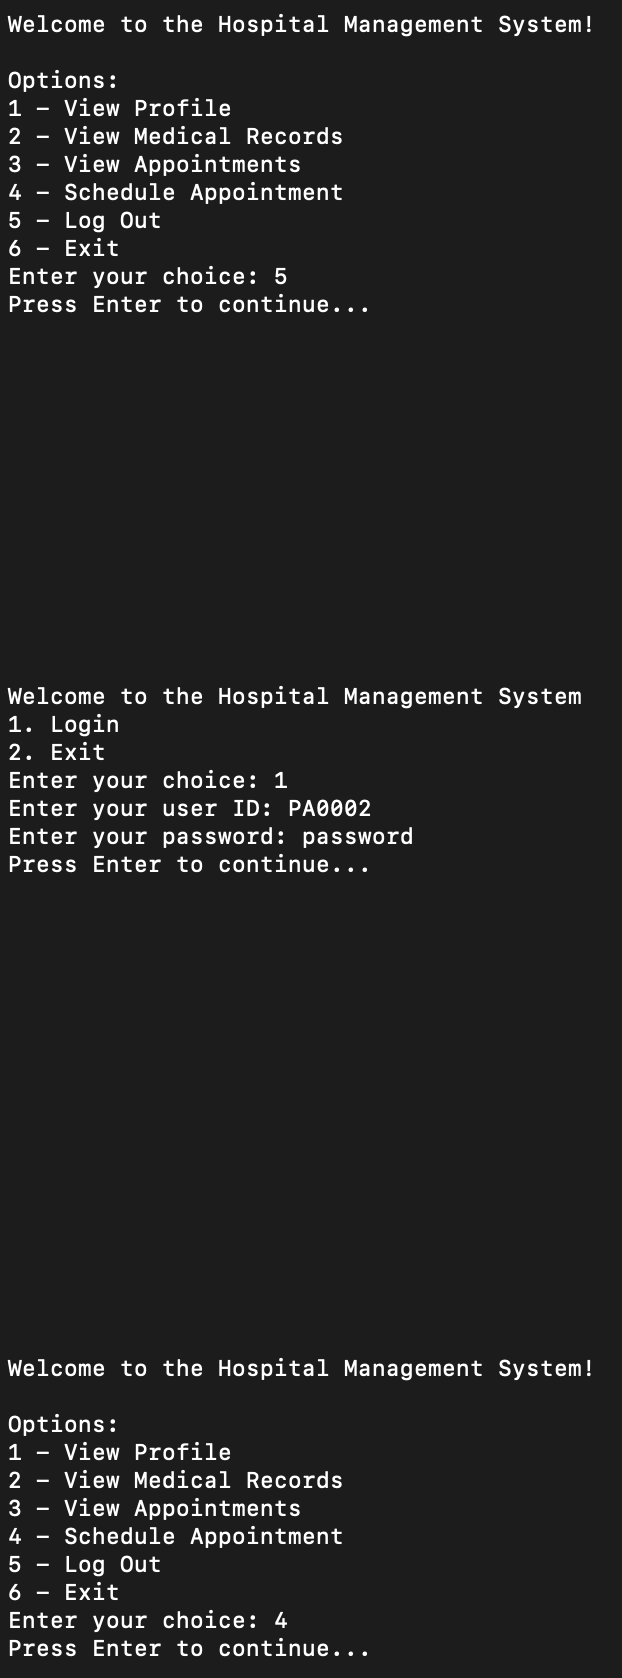 Welcome to the Hospital Management System!
Options:
1 – View Profile
2 – View Medical Records
3 – View Appointments
4 – Schedule Appointment
5 – Log Out
6 – Exit
Enter your choice: 5
Press Enter to continue...
Welcome to the Hospital Management System
1. Login
2. Exit
Enter your choice: 1
Enter your user ID: PA0002
Enter your password: password
Press Enter to continue...
Welcome to the Hospital Management System!
Options:
1 – View Profile
2 – View Medical Records
3 – View Appointments
4 – Schedule Appointment
5 – Log Out
6 – Exit
Enter your choice: 4
Press Enter to continue...